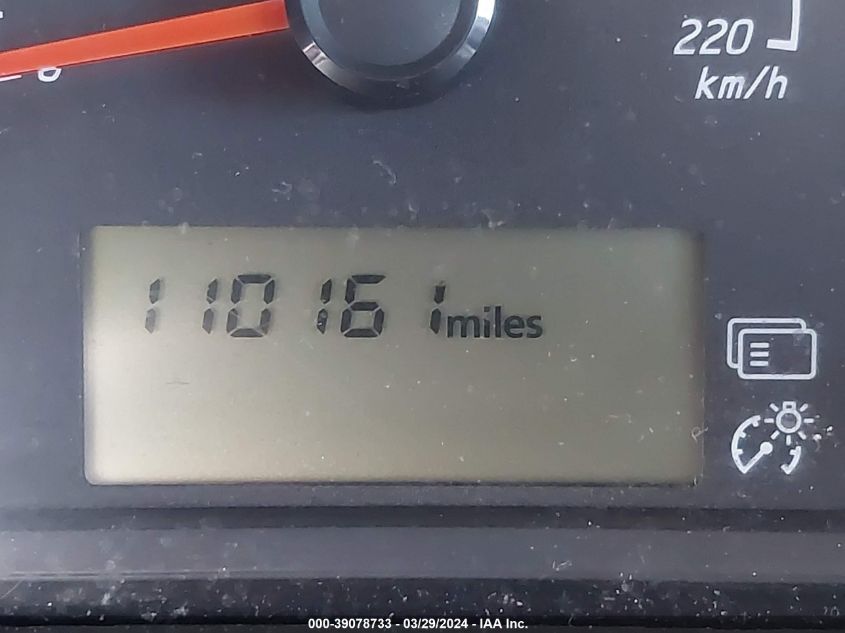 220
km/h
110161 miles
000-39078733 - 03/29/2024 - IAA Inc.